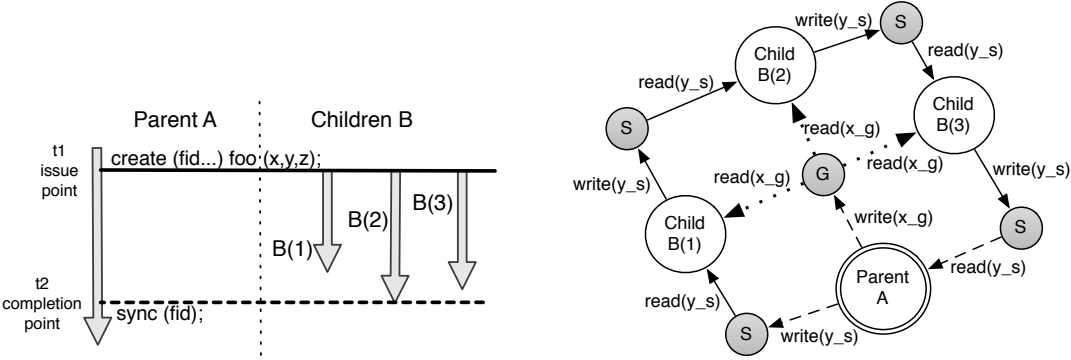 Parent A
Children B
t1
issue
point
create (fid...) foo (x,y,z);
B(1)
B(2)
B(3)
t2
completion
point
sync (fid);
write(y_s)
S
read(y_s)
Child
B(2)
read(y_s)
Child
B(3)
S
read(x_g)
read(x_g)
write(y_s)
read(x_g)
G
write(y_s)
Child
B(1)
write(x_g)
S
read(y_s)
Parent
A
read(y_s)
S
write(y_s)